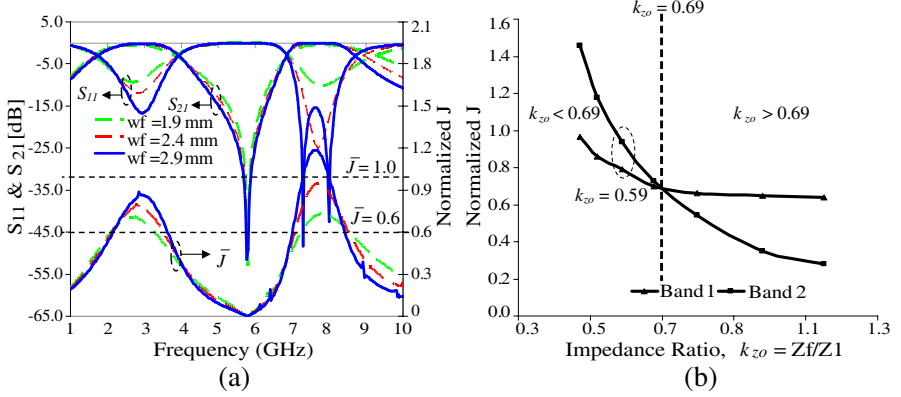 5.0
-5.0
-15.0
-25.0
-35.0
-45.0
-55.0
-65.0
S11 & S21 [dB]
2.1
1.8
1.5
1.2
0.9
0.6
0.3
0
Normalized J
S11
S21
wf =1.9 mm
wf =2.4 mm
wf =2.9 mm
J̅ = 1.0
J̅ = 0.6
J̅
1 2 3 4 5 6 7 8 9 10
Frequency (GHz)
(a)
kzo = 0.69
1.6
1.4
1.2
1.0
0.8
0.6
0.4
0.2
0.0
Normalized J
kzo < 0.69
kzo > 0.69
kzo = 0.59
Band 1 Band 2
0.3 0.5 0.7 0.9 1.1 1.3
Impedance Ratio, kzo = Zf/Z1
(b)